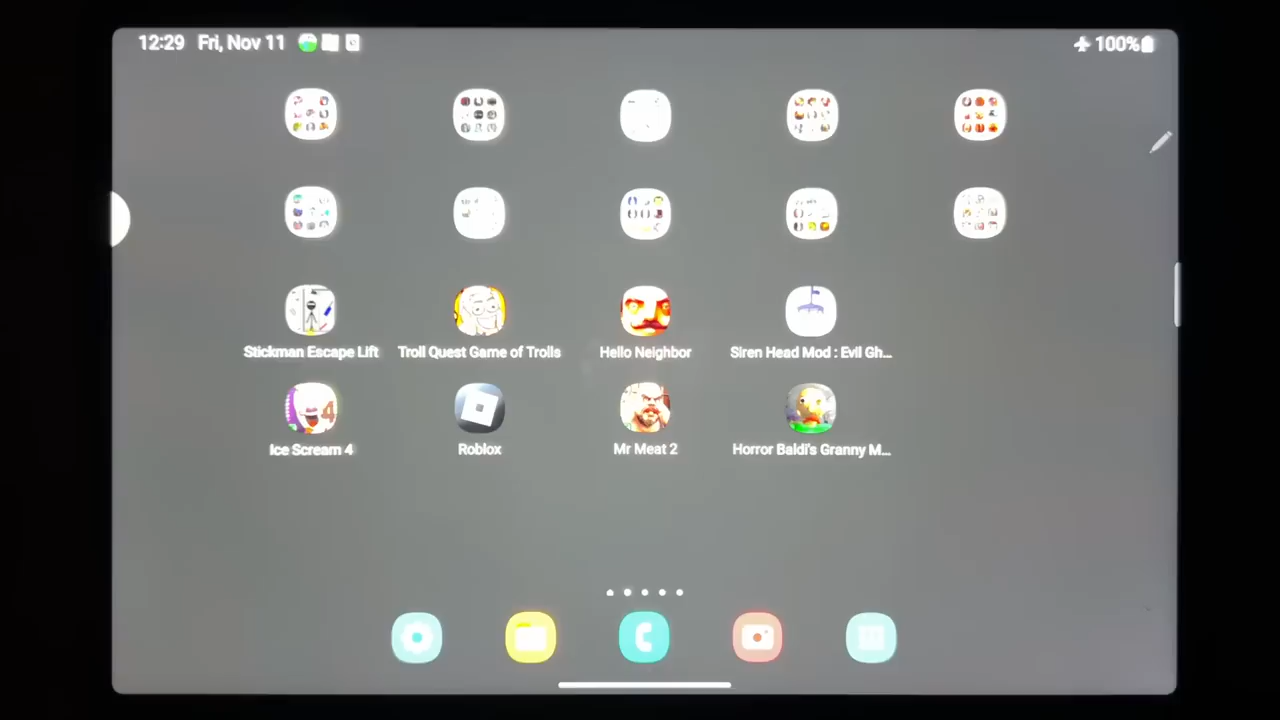 12:29 Fri, Nov 11 100%
Stickman Escape Lift Troll Quest Game of Trolls Hello Neighbor Siren Head Mod : Evil Gh...
4
Ice Scream 4 Roblox Mr Meat 2 Horror Baldi's Granny M...